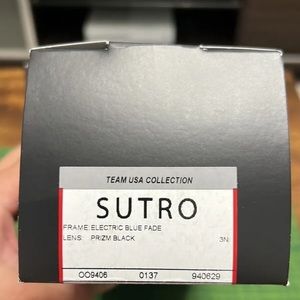 TEAM USA COLLECTION
SUTRO
FRAME: ELECTRIC BLUE FADE
LENS: PRIZM BLACK 3N
OO9406 0137 940629